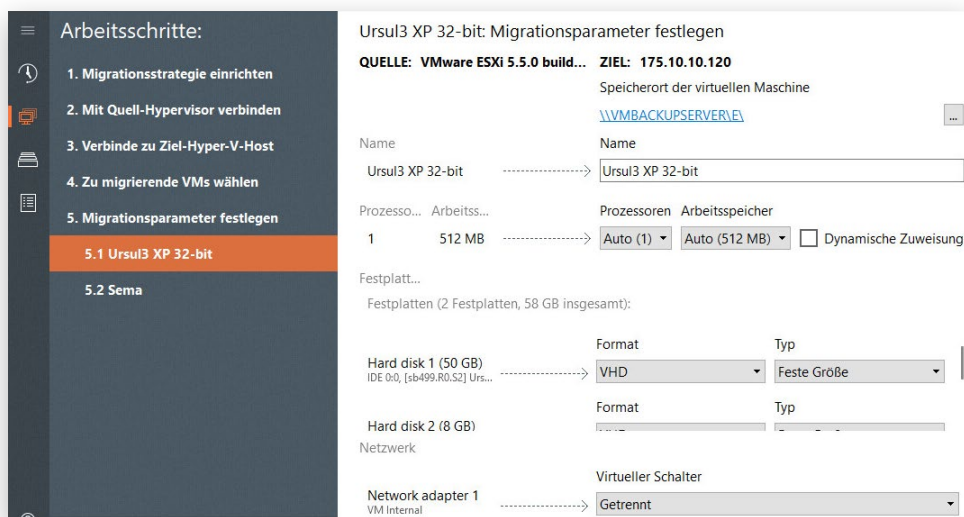 Arbeitsschritte:
1. Migrationsstrategie einrichten
2. Mit Quell-Hypervisor verbinden
3. Verbinde zu Ziel-Hyper-V-Host
4. Zu migrierende VMs wählen
5. Migrationsparameter festlegen
5.1 Ursul3 XP 32-bit
5.2 Sema
Ursul3 XP 32-bit: Migrationsparameter festlegen
QUELLE: VMware ESXi 5.5.0 build... ZIEL: 175.10.10.120
Speicherort der virtuellen Maschine
\\VMBACKUPSERVER\E\ ...
Name Name
Ursul3 XP 32-bit Ursul3 XP 32-bit
Prozesso... Arbeitss... Prozessoren Arbeitsspeicher
1 512 MB Auto (1) Auto (512 MB) Dynamische Zuweisung
Festplatt...
Festplatten (2 Festplatten, 58 GB insgesamt):
Format Typ
Hard disk 1 (50 GB) VHD Feste Größe
IDE 0:0, [sb499.R0.S2] Urs...
Format Typ
Hard disk 2 (8 GB)
Netzwerk
Virtueller Schalter
Network adapter 1 Getrennt
VM Internal